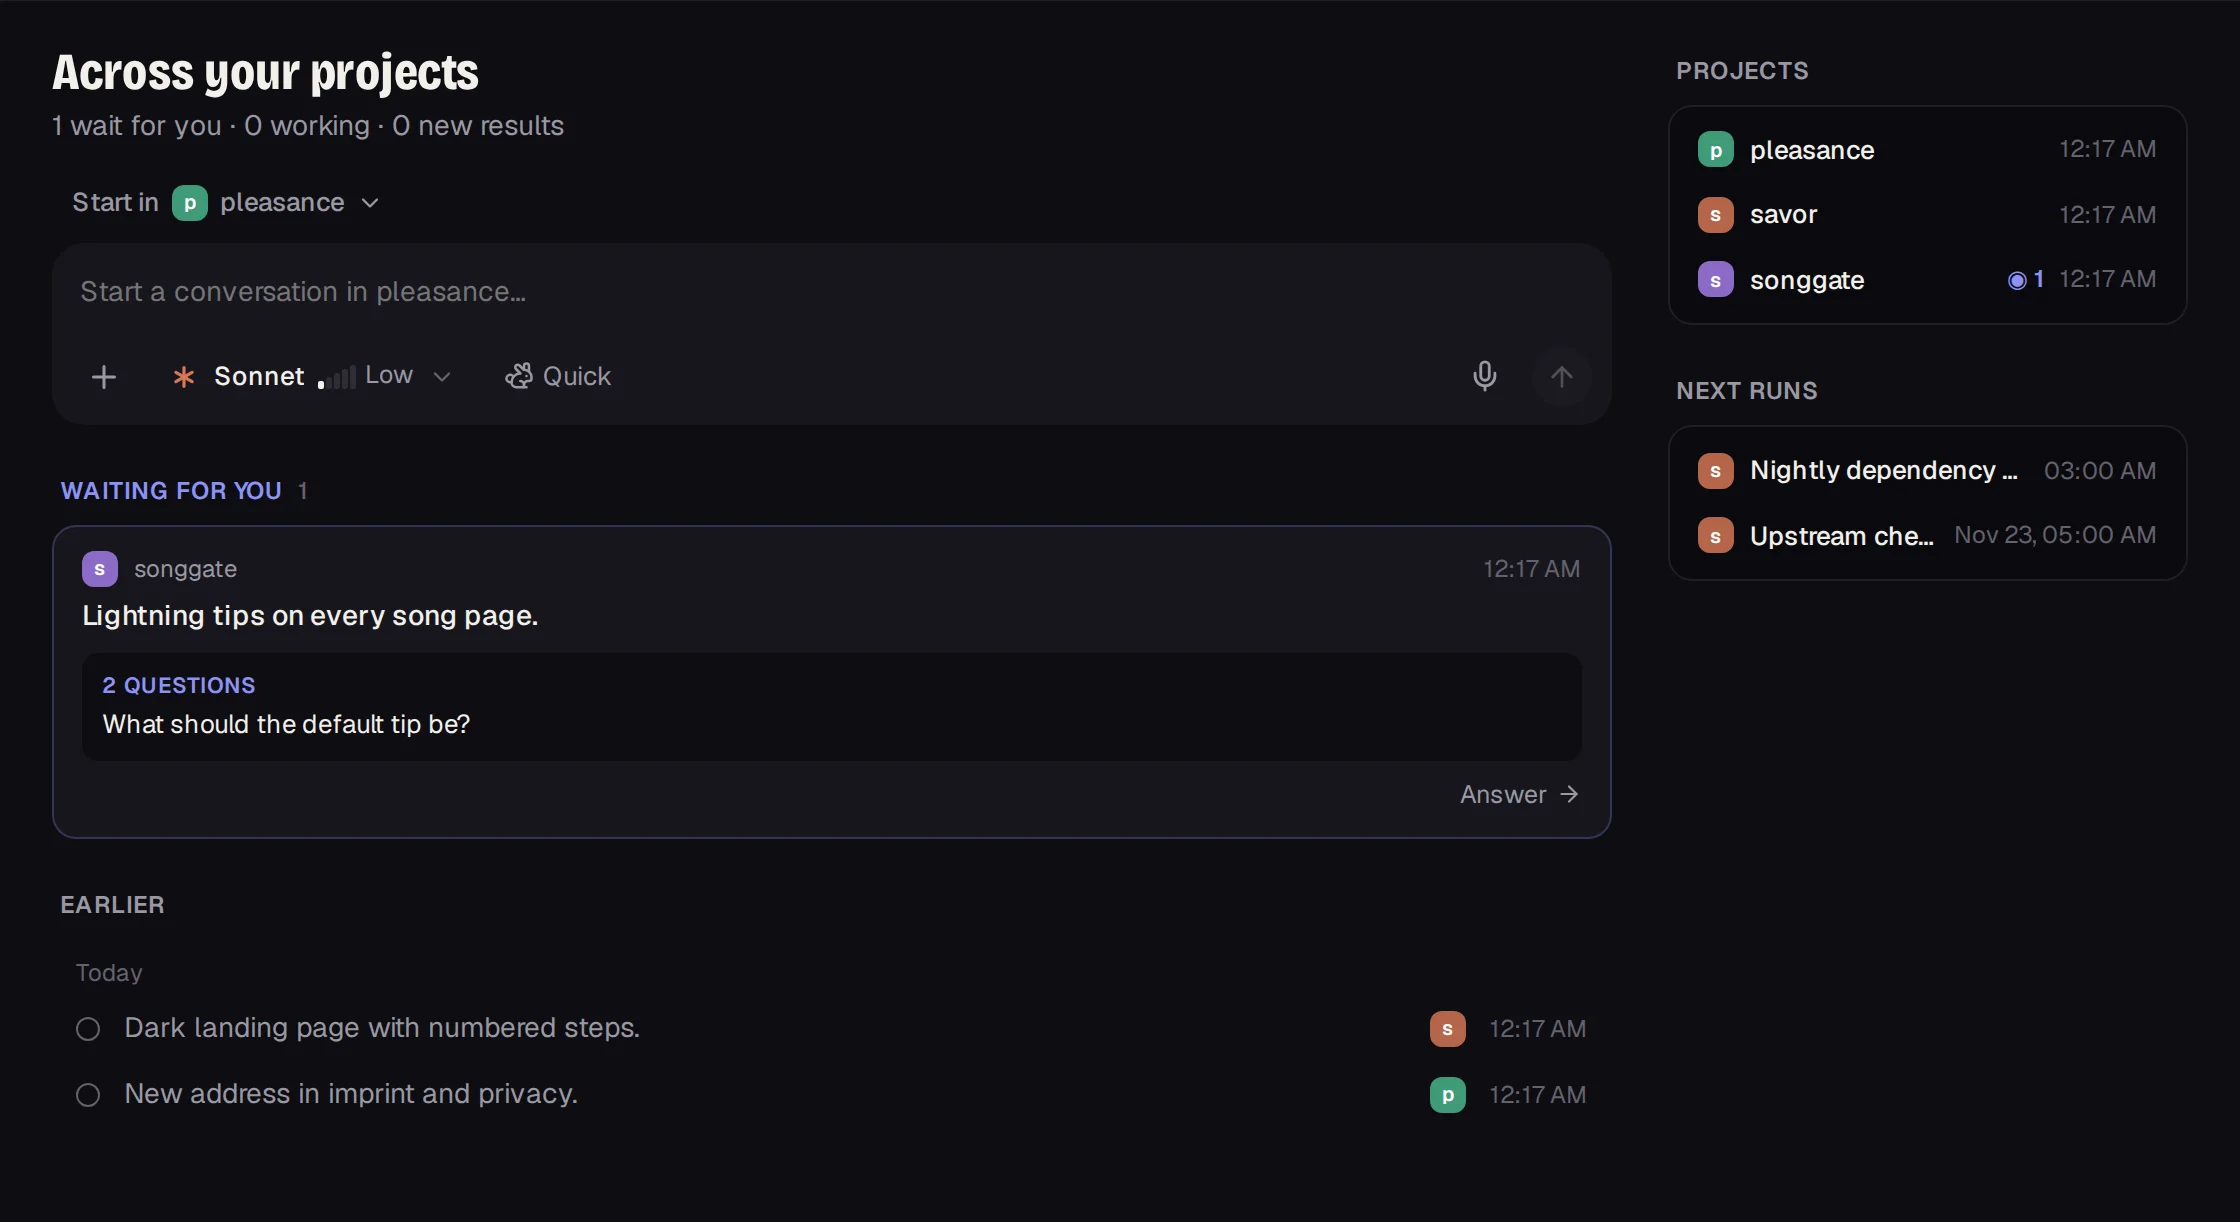 Across your projects
1 wait for you · 0 working · 0 new results
Start in p pleasance
Start a conversation in pleasance…
Sonnet Low Quick
WAITING FOR YOU 1
s songgate 12:17 AM
Lightning tips on every song page.
2 QUESTIONS
What should the default tip be?
Answer →
EARLIER
Today
Dark landing page with numbered steps. s 12:17 AM
New address in imprint and privacy. p 12:17 AM
PROJECTS
p pleasance 12:17 AM
s savor 12:17 AM
s songgate 1 12:17 AM
NEXT RUNS
s Nightly dependency … 03:00 AM
s Upstream che… Nov 23, 05:00 AM